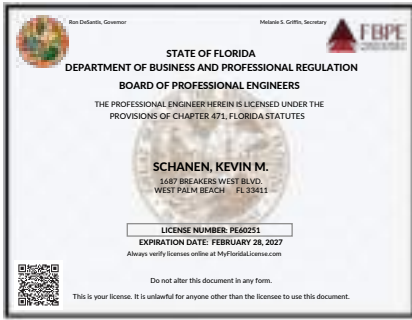 Ron DeSantis, Governor
Melanie S. Griffin, Secretary
FBPE
STATE OF FLORIDA
DEPARTMENT OF BUSINESS AND PROFESSIONAL REGULATION
BOARD OF PROFESSIONAL ENGINEERS
THE PROFESSIONAL ENGINEER HEREIN IS LICENSED UNDER THE
PROVISIONS OF CHAPTER 471, FLORIDA STATUTES
SCHANEN, KEVIN M.
1687 BREAKERS WEST BLVD.
WEST PALM BEACH FL 33411
LICENSE NUMBER: PE60251
EXPIRATION DATE: FEBRUARY 28, 2027
Always verify licenses online at MyFloridaLicense.com
Do not alter this document in any form.
This is your license. It is unlawful for anyone other than the licensee to use this document.